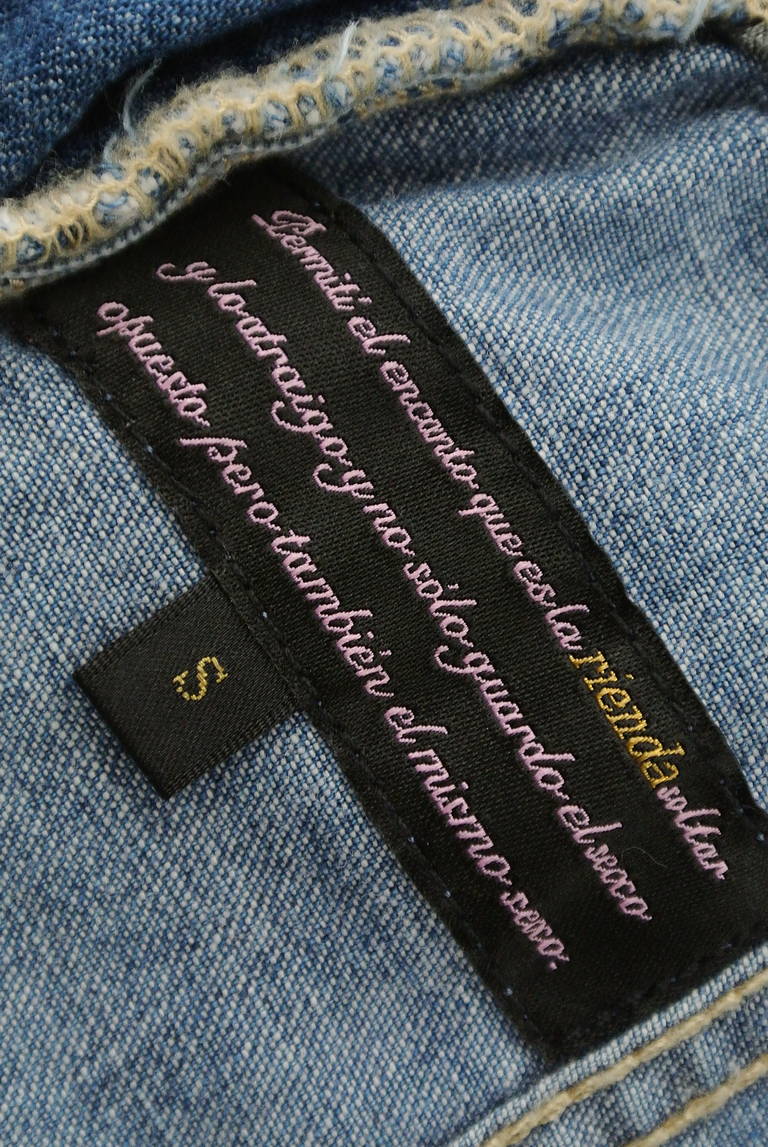 Permití el encanto que es la rienda soltar
y lo atraigo y no sólo guardo el sexo
opuesto pero también el mismo sexo.
S